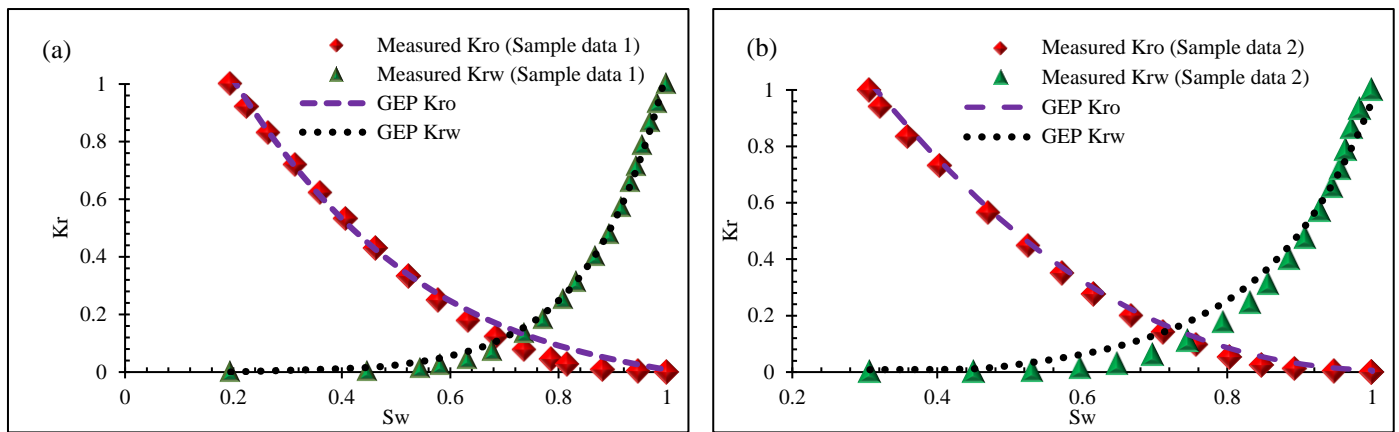 (a)
Measured Kro (Sample data 1)
Measured Krw (Sample data 1)
GEP Kro
GEP Krw
1
0.8
0.6
0.4
0.2
0
Kr
0
0.2
0.4
0.6
0.8
1
Sw
(b)
Measured Kro (Sample data 2)
Measured Krw (Sample data 2)
GEP Kro
GEP Krw
1
0.8
0.6
0.4
0.2
0
Kr
0.2
0.4
0.6
0.8
1
Sw